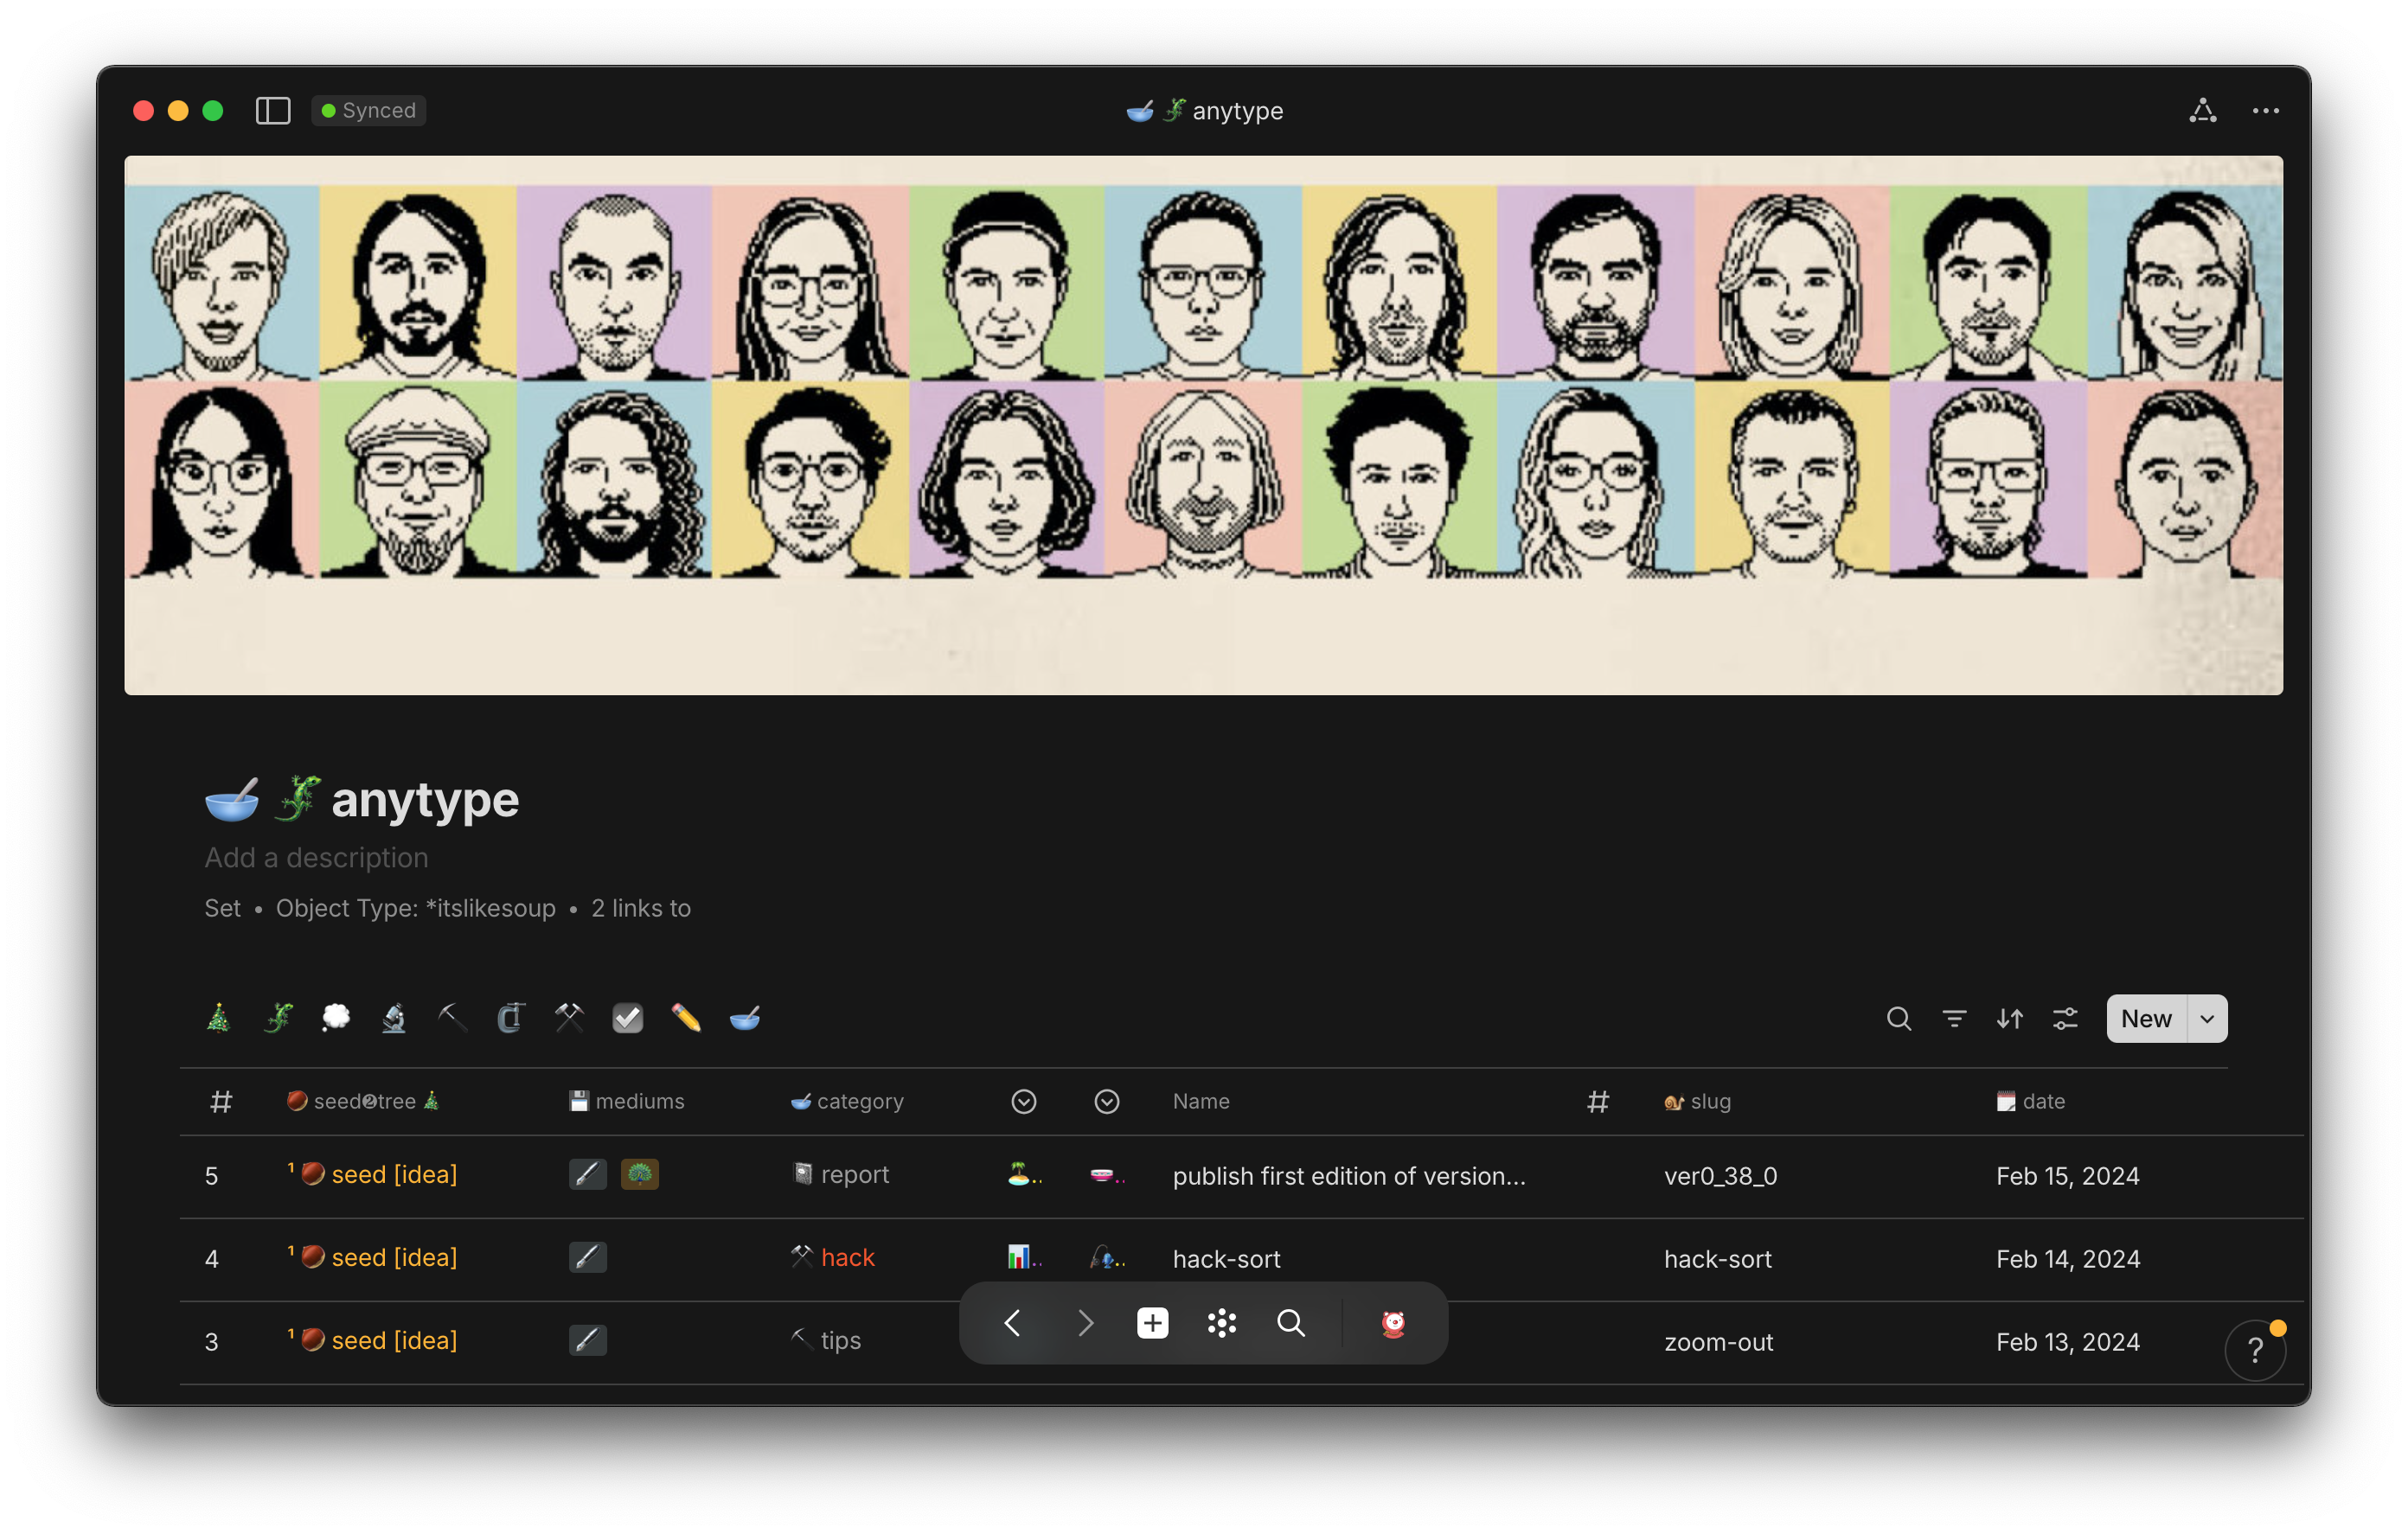 Synced
anytype
anytype
Add a description
Set • Object Type: *itslikesoup • 2 links to
New
# seed❷tree mediums category Name # slug date
5 ¹ seed [idea] report .. .. publish first edition of version... ver0_38_0 Feb 15, 2024
4 ¹ seed [idea] hack .. .. hack-sort hack-sort Feb 14, 2024
3 ¹ seed [idea] tips zoom-out Feb 13, 2024
?